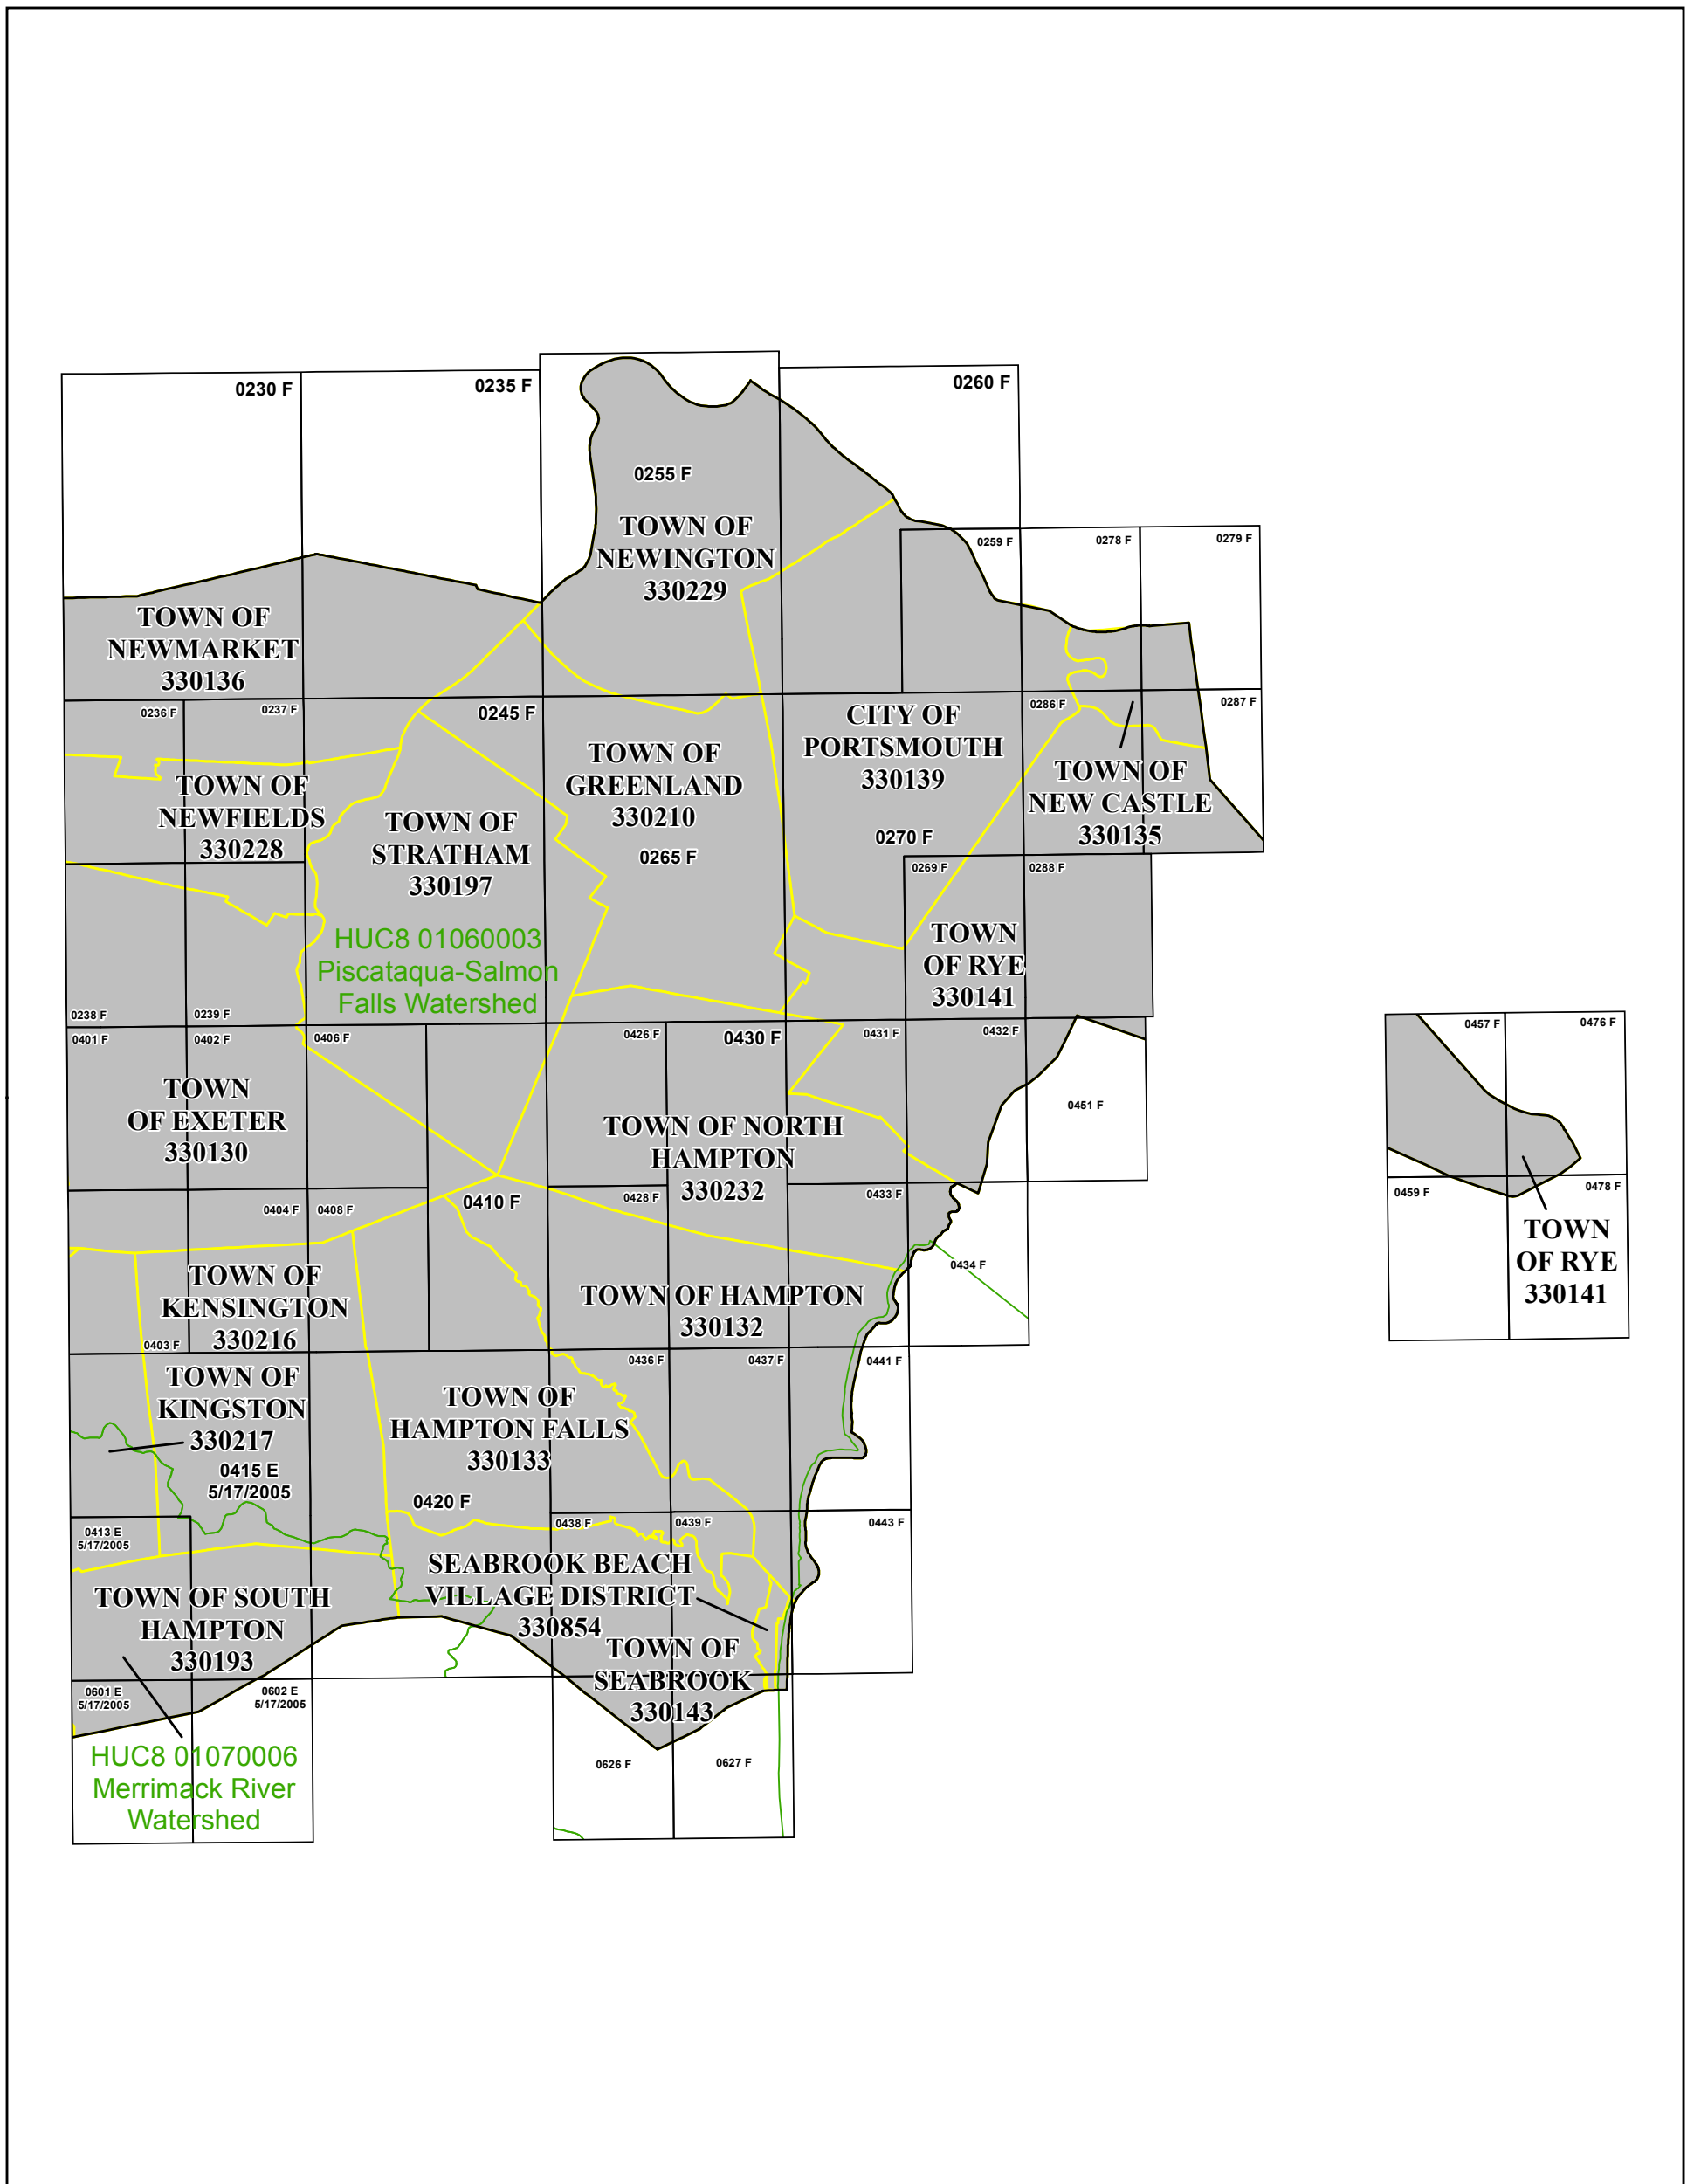 0230 F
0235 F
0260 F
0255 F
TOWN OF
NEWINGTON
330229
0259 F
0278 F
0279 F
TOWN OF
NEWMARKET
330136
0236 F
0237 F
0245 F
CITY OF
PORTSMOUTH
330139
0286 F
0287 F
TOWN OF
GREENLAND
330210
TOWN OF
NEW CASTLE
330135
TOWN OF
NEWFIELDS
330228
TOWN OF
STRATHAM
330197
0265 F
0270 F
0269 F
0288 F
HUC8 01060003
Piscataqua-Salmon
Falls Watershed
TOWN
OF RYE
330141
0238 F
0239 F
0401 F
0402 F
0406 F
0426 F
0430 F
0431 F
0432 F
0457 F
0476 F
TOWN
OF EXETER
330130
0451 F
TOWN OF NORTH
HAMPTON
330232
0404 F
0408 F
0410 F
0428 F
0433 F
0459 F
0478 F
TOWN
OF RYE
330141
0434 F
TOWN OF
KENSINGTON
330216
TOWN OF HAMPTON
330132
0403 F
0436 F
0437 F
0441 F
TOWN OF
KINGSTON
330217
TOWN OF
HAMPTON FALLS
330133
0415 E
5/17/2005
0420 F
0413 E
5/17/2005
0438 F
0439 F
0443 F
SEABROOK BEACH
VILLAGE DISTRICT
330854
TOWN OF SOUTH
HAMPTON
330193
TOWN OF
SEABROOK
330143
0601 E
5/17/2005
0602 E
5/17/2005
HUC8 01070006
Merrimack River
Watershed
0626 F
0627 F